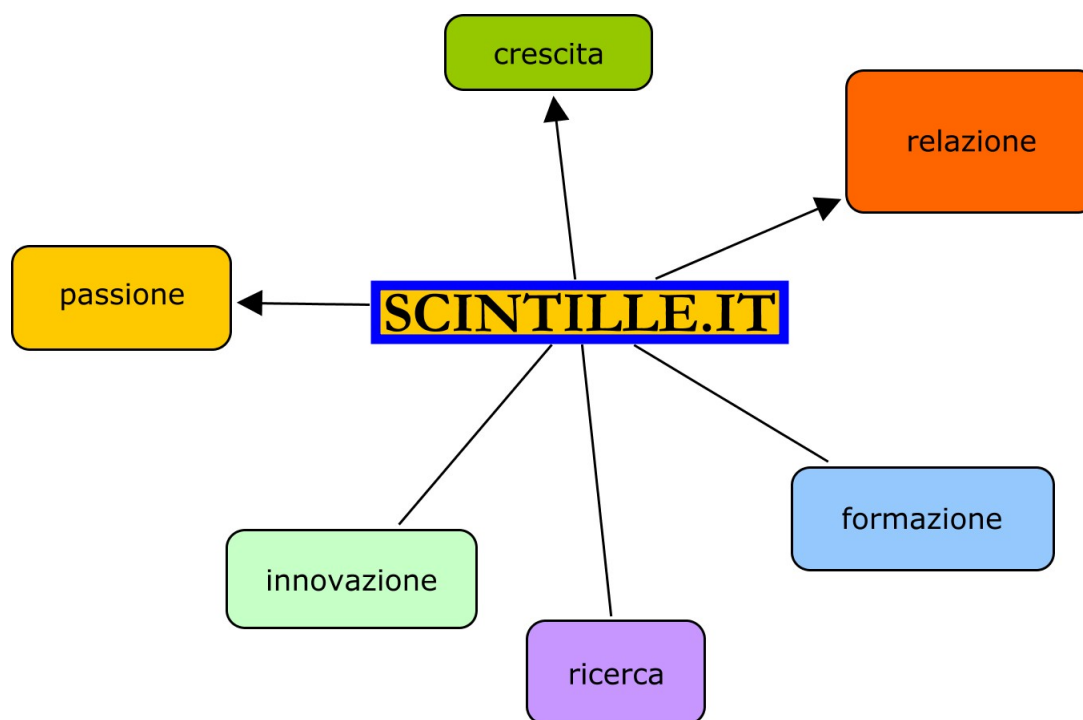 crescita
relazione
passione
SCINTILLE.IT
formazione
innovazione
ricerca